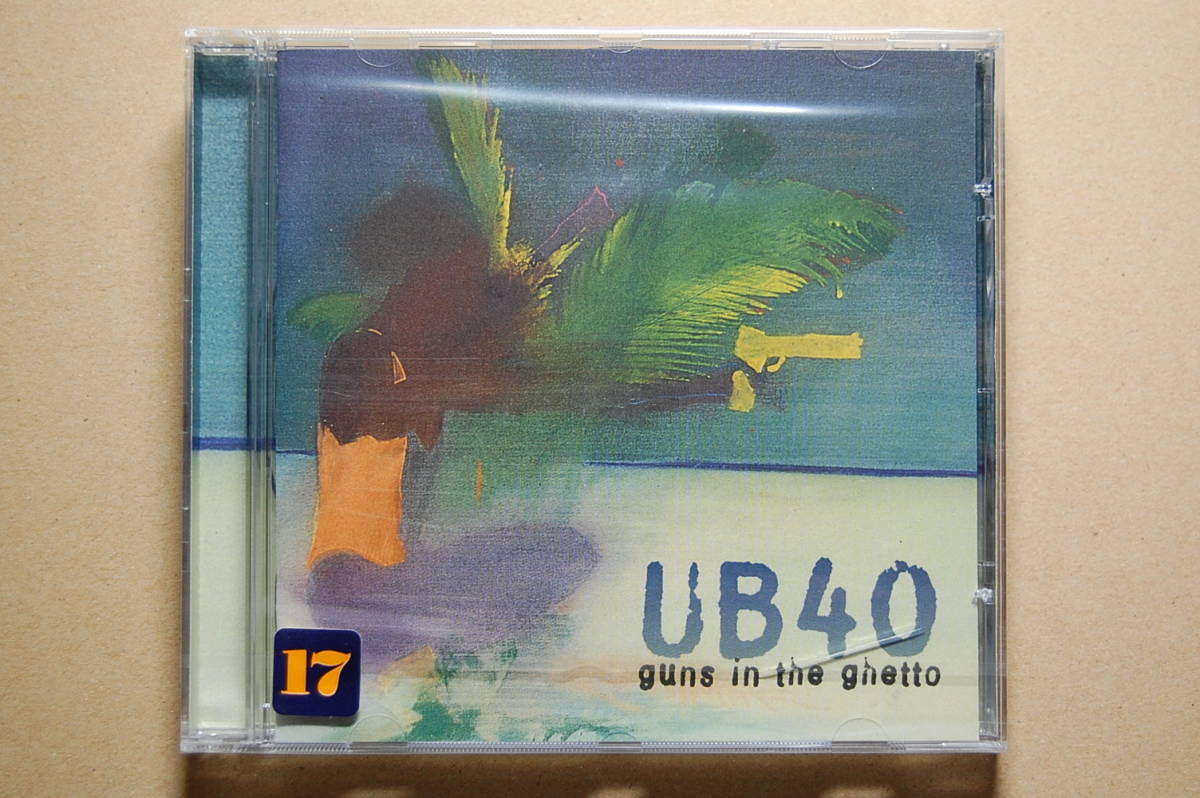 UB40
guns in the ghetto
17